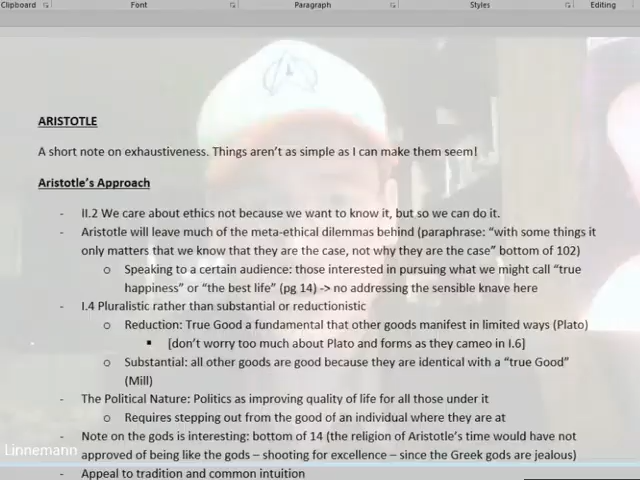 Clipboard
Font
Paragraph
Styles
Editing
ARISTOTLE
A short note on exhaustiveness. Things aren't as simple as I can make them seem!
Aristotle's Approach
- II.2 We care about ethics not because we want to know it, but so we can do it.
- Aristotle will leave much of the meta-ethical dilemmas behind (paraphrase: "with some things it
only matters that we know that they are the case, not why they are the case" bottom of 102)
o Speaking to a certain audience: those interested in pursuing what we might call "true
happiness" or "the best life" (pg 14) -> no addressing the sensible knave here
- I.4 Pluralistic rather than substantial or reductionistic
o Reduction: True Good a fundamental that other goods manifest in limited ways (Plato)
▪ [don't worry too much about Plato and forms as they cameo in I.6]
o Substantial: all other goods are good because they are identical with a "true Good"
(Mill)
- The Political Nature: Politics as improving quality of life for all those under it
o Requires stepping out from the good of an individual where they are at
- Note on the gods is interesting: bottom of 14 (the religion of Aristotle's time would have not
Linnemann
approved of being like the gods – shooting for excellence – since the Greek gods are jealous)
- Appeal to tradition and common intuition